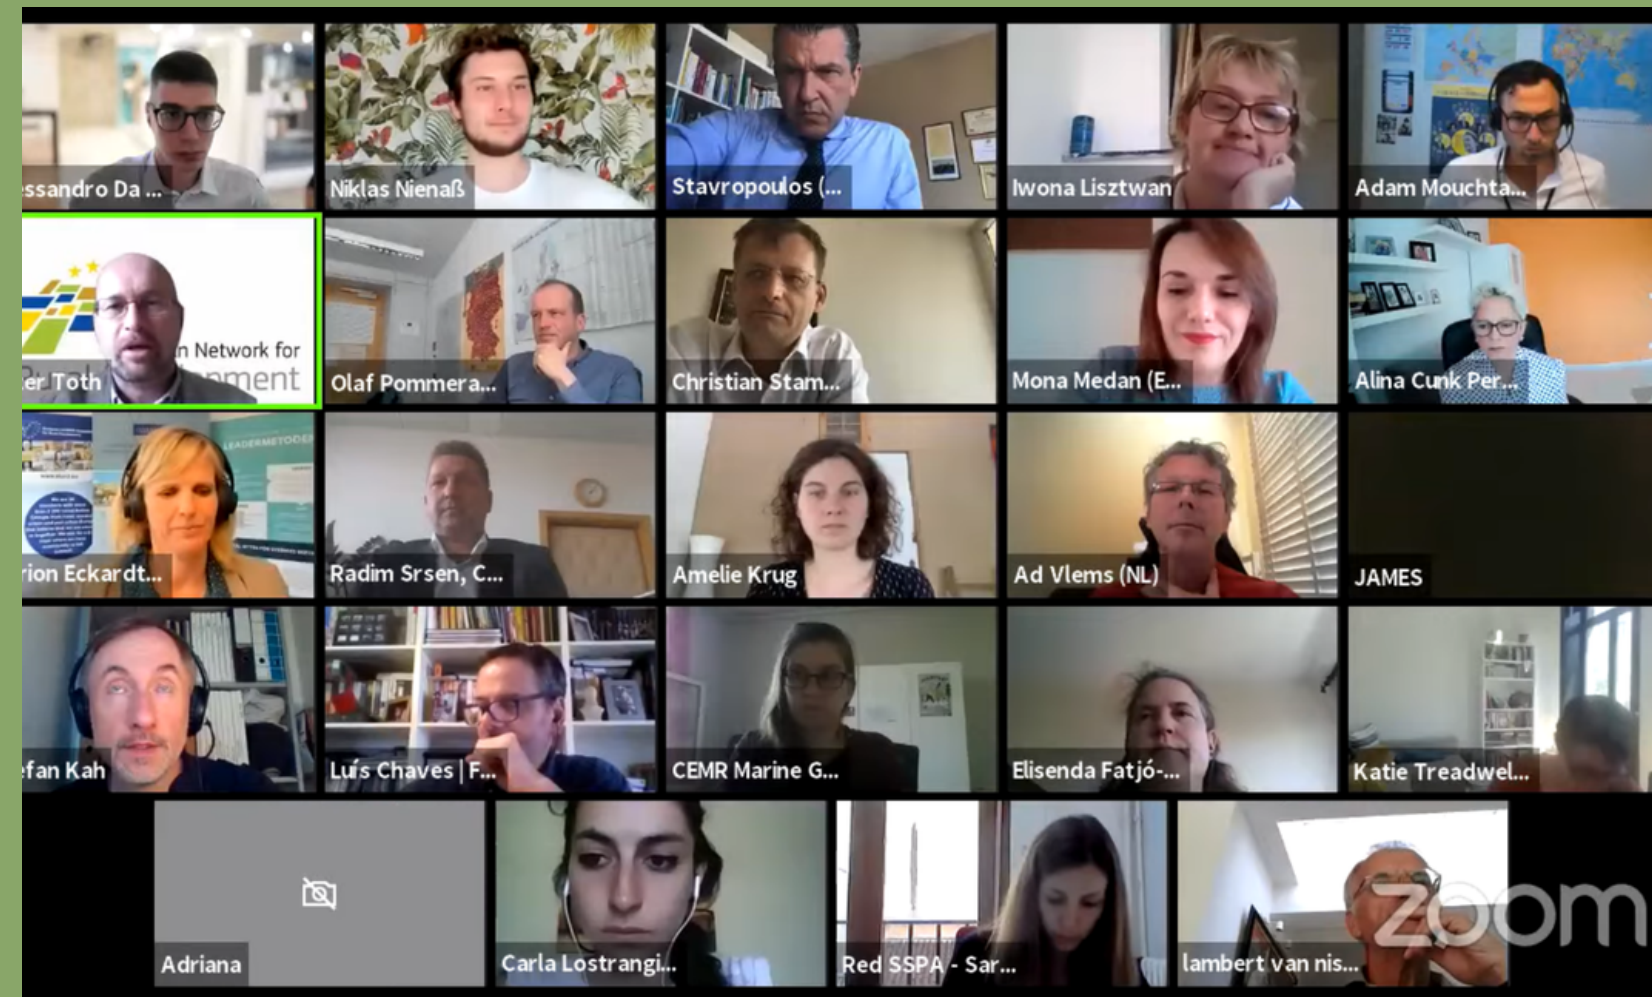 essandro Da ...
Niklas Nienaß
Stavropoulos (...
Iwona Lisztwan
Adam Mouchta...
n Network for
er Toth
Olaf Pommera...
Christian Stam...
Mona Medan (E...
Alina Cunk Per...
LEADERMETODEN
rion Eckardt...
Radim Srsen, C...
Amelie Krug
Ad Vlems (NL)
JAMES
efan Kah
Luís Chaves | F...
CEMR Marine G...
Elisenda Fatjó-...
Katie Treadwel...
Adriana
Carla Lostrangi...
Red SSPA - Sar...
lambert van nis...
zoom